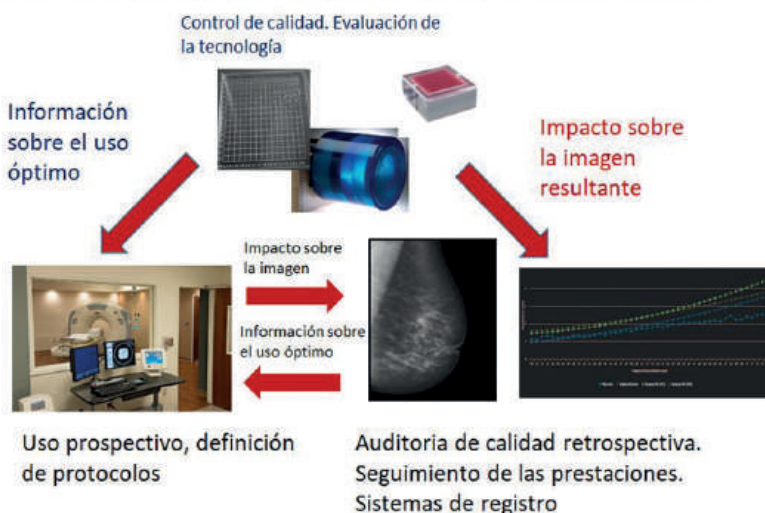 Control de calidad. Evaluación de
la tecnología
Información
sobre el uso
óptimo
Impacto sobre
la imagen
resultante
Impacto sobre
la imagen
Información sobre
el uso óptimo
Uso prospectivo, definición
de protocolos
Auditoria de calidad retrospectiva.
Seguimiento de las prestaciones.
Sistemas de registro